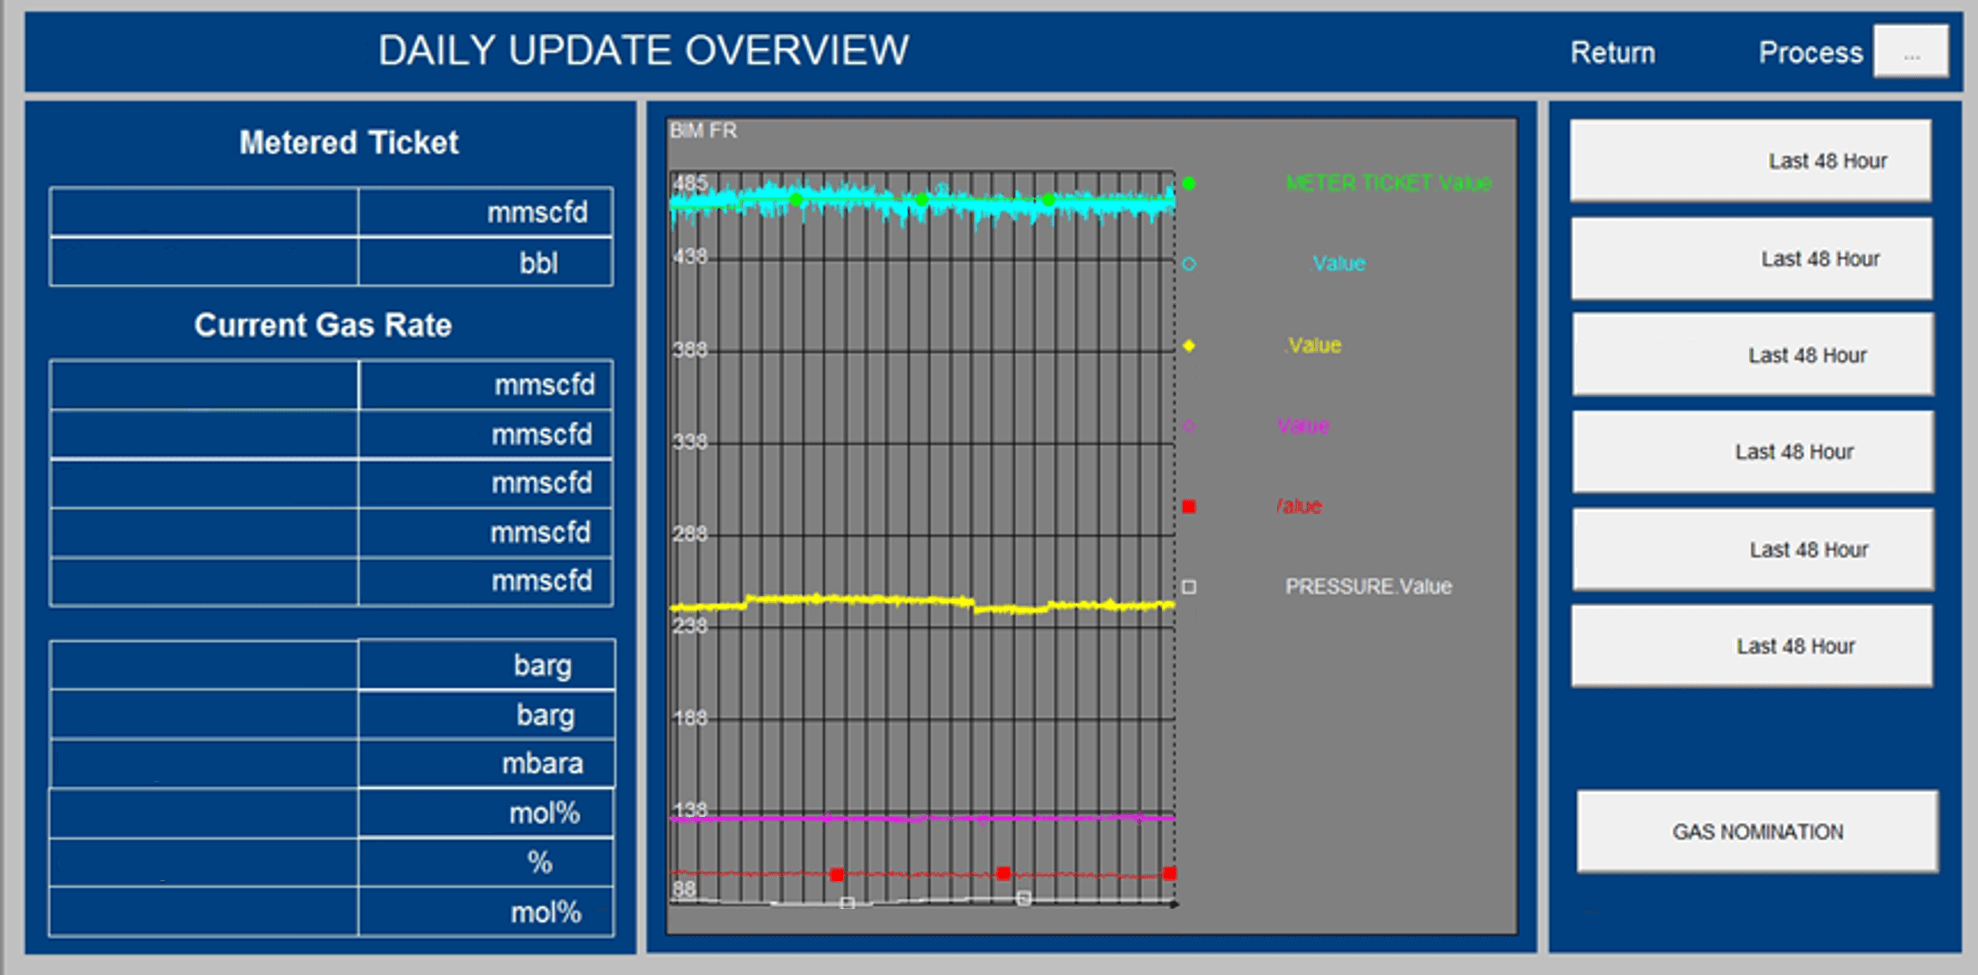 DAILY UPDATE OVERVIEW
Return
Process
...
Metered Ticket
mmscfd
bbl
Current Gas Rate
mmscfd
mmscfd
mmscfd
mmscfd
mmscfd
barg
barg
mbara
mol%
%
mol%
BIM FR
485
438
388
338
288
238
188
138
88
METER TICKET.Value
.Value
.Value
Value
Value
PRESSURE.Value
Last 48 Hour
Last 48 Hour
Last 48 Hour
Last 48 Hour
Last 48 Hour
Last 48 Hour
GAS NOMINATION